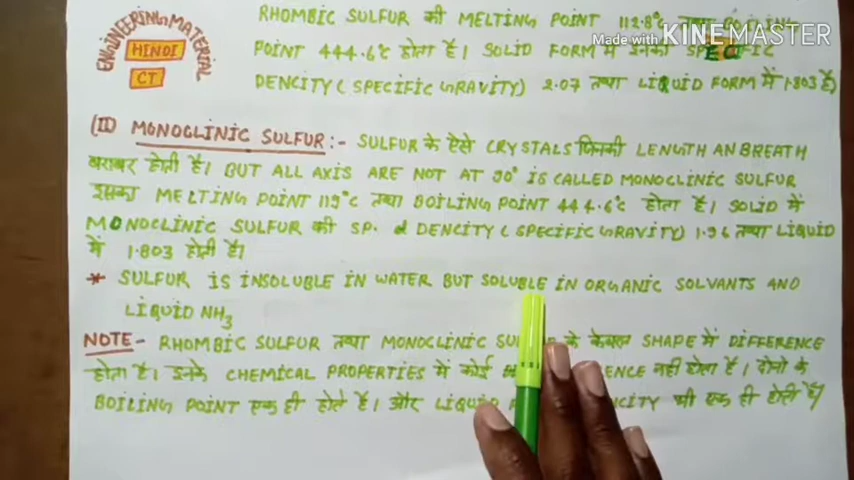 ENGINEERING MATERIAL
HINDI
CT
Made with KINEMASTER
RHOMBIC SULFUR की MELTING POINT 112.8°C तथा
POINT 444.6°C होता है। SOLID FORM में इनकी SPECIFIC
DENCITY ( SPECIFIC GRAVITY) 2.07 तथा LIQUID FORM में 1.803 है
(II) MONOCLINIC SULFUR :- SULFUR के ऐसे CRYSTALS जिनकी LENGTH AN BREATH
बराबर होती है। BUT ALL AXIS ARE NOT AT 90° IS CALLED MONOCLINIC SULFUR
इसका MELTING POINT 119°C तथा BOILING POINT 444.6°C होता है। SOLID में
MONOCLINIC SULFUR की SP. DENCITY ( SPECIFIC GRAVITY) 1.96 तथा LIQUID
में 1.803 होती है।
* SULFUR IS INSOLUBLE IN WATER BUT SOLUBLE IN ORGANIC SOLVANTS AND
LIQUID NH3
NOTE - RHOMBIC SULFUR तथा MONOCLINIC के केवल SHAPE में DIFFERENCE
होता है। इनके CHEMICAL PROPERTIES में कोई नही होता है। दोनो के
BOILING POINT एक ही होते है। और LIQUID भी एक ही होती है/